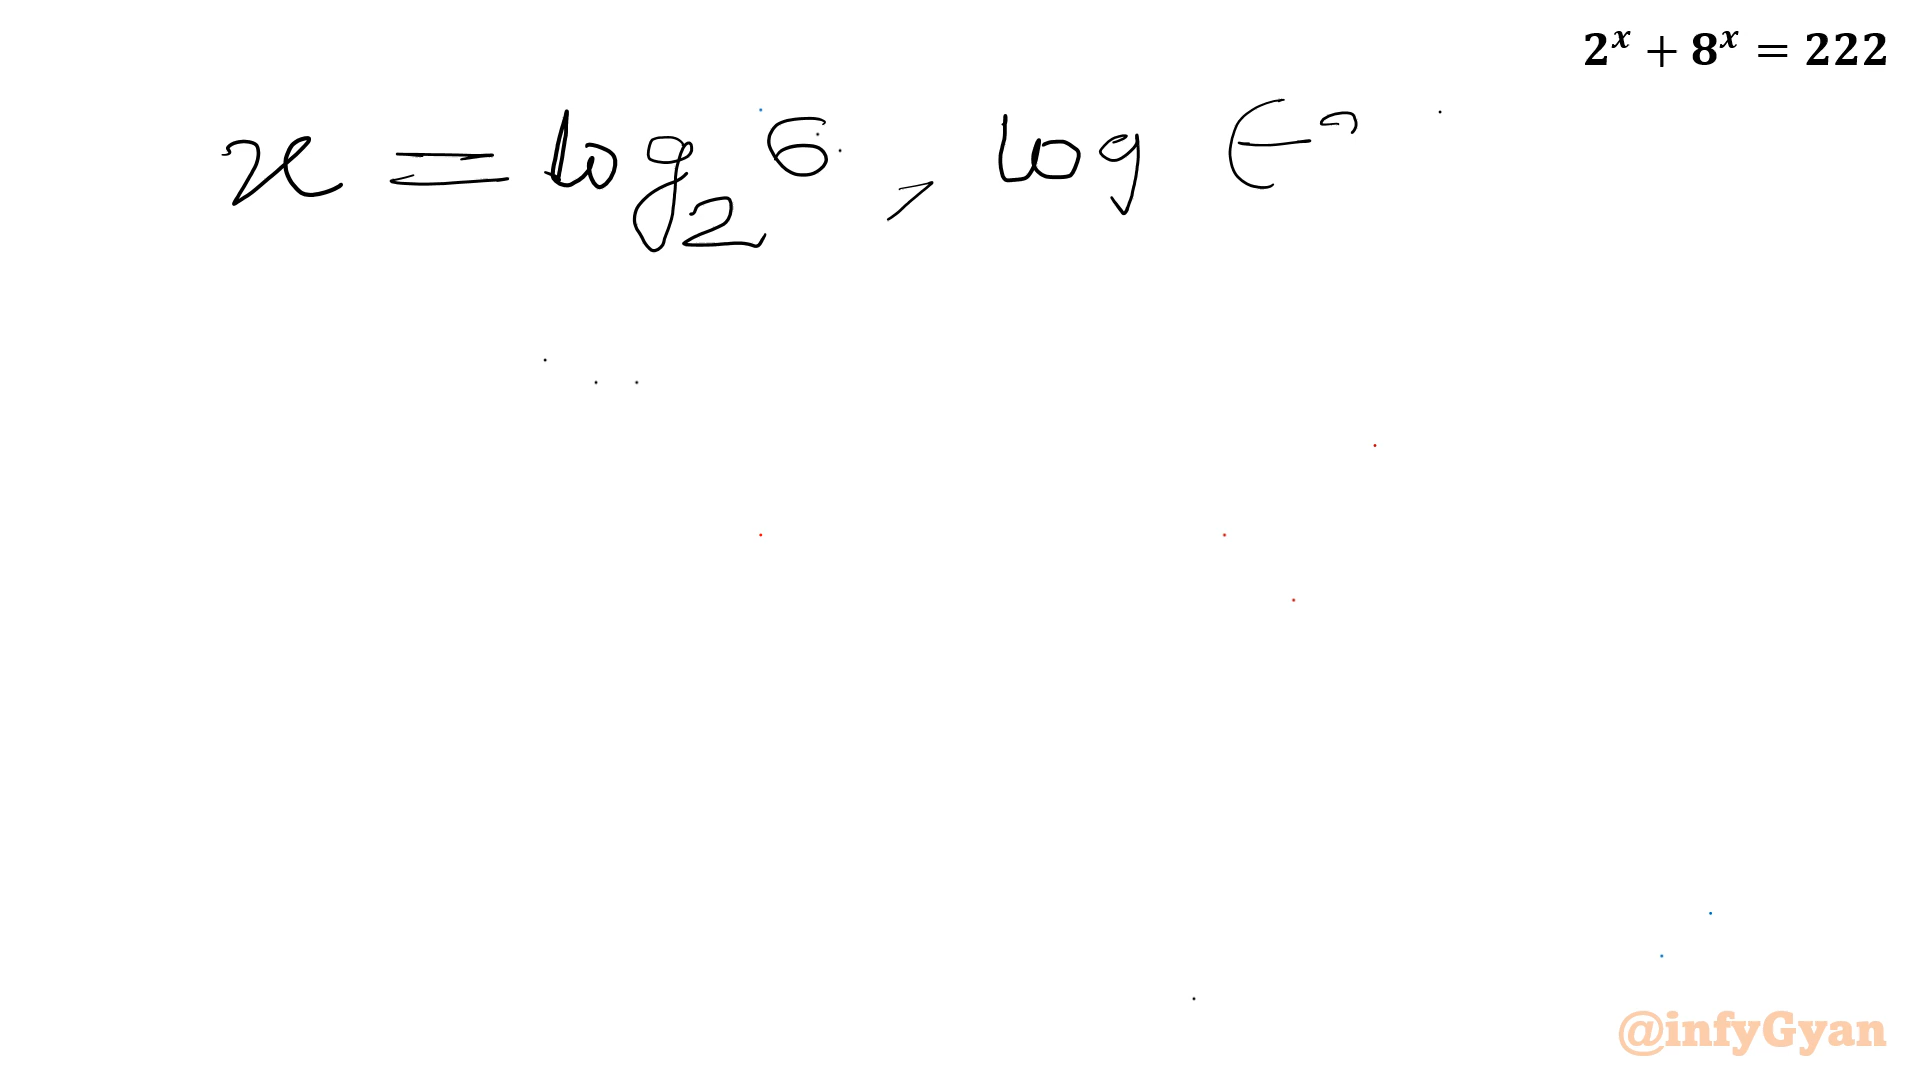 2^x + 8^x = 222
x = log_2 6, log (-
@infyGyan